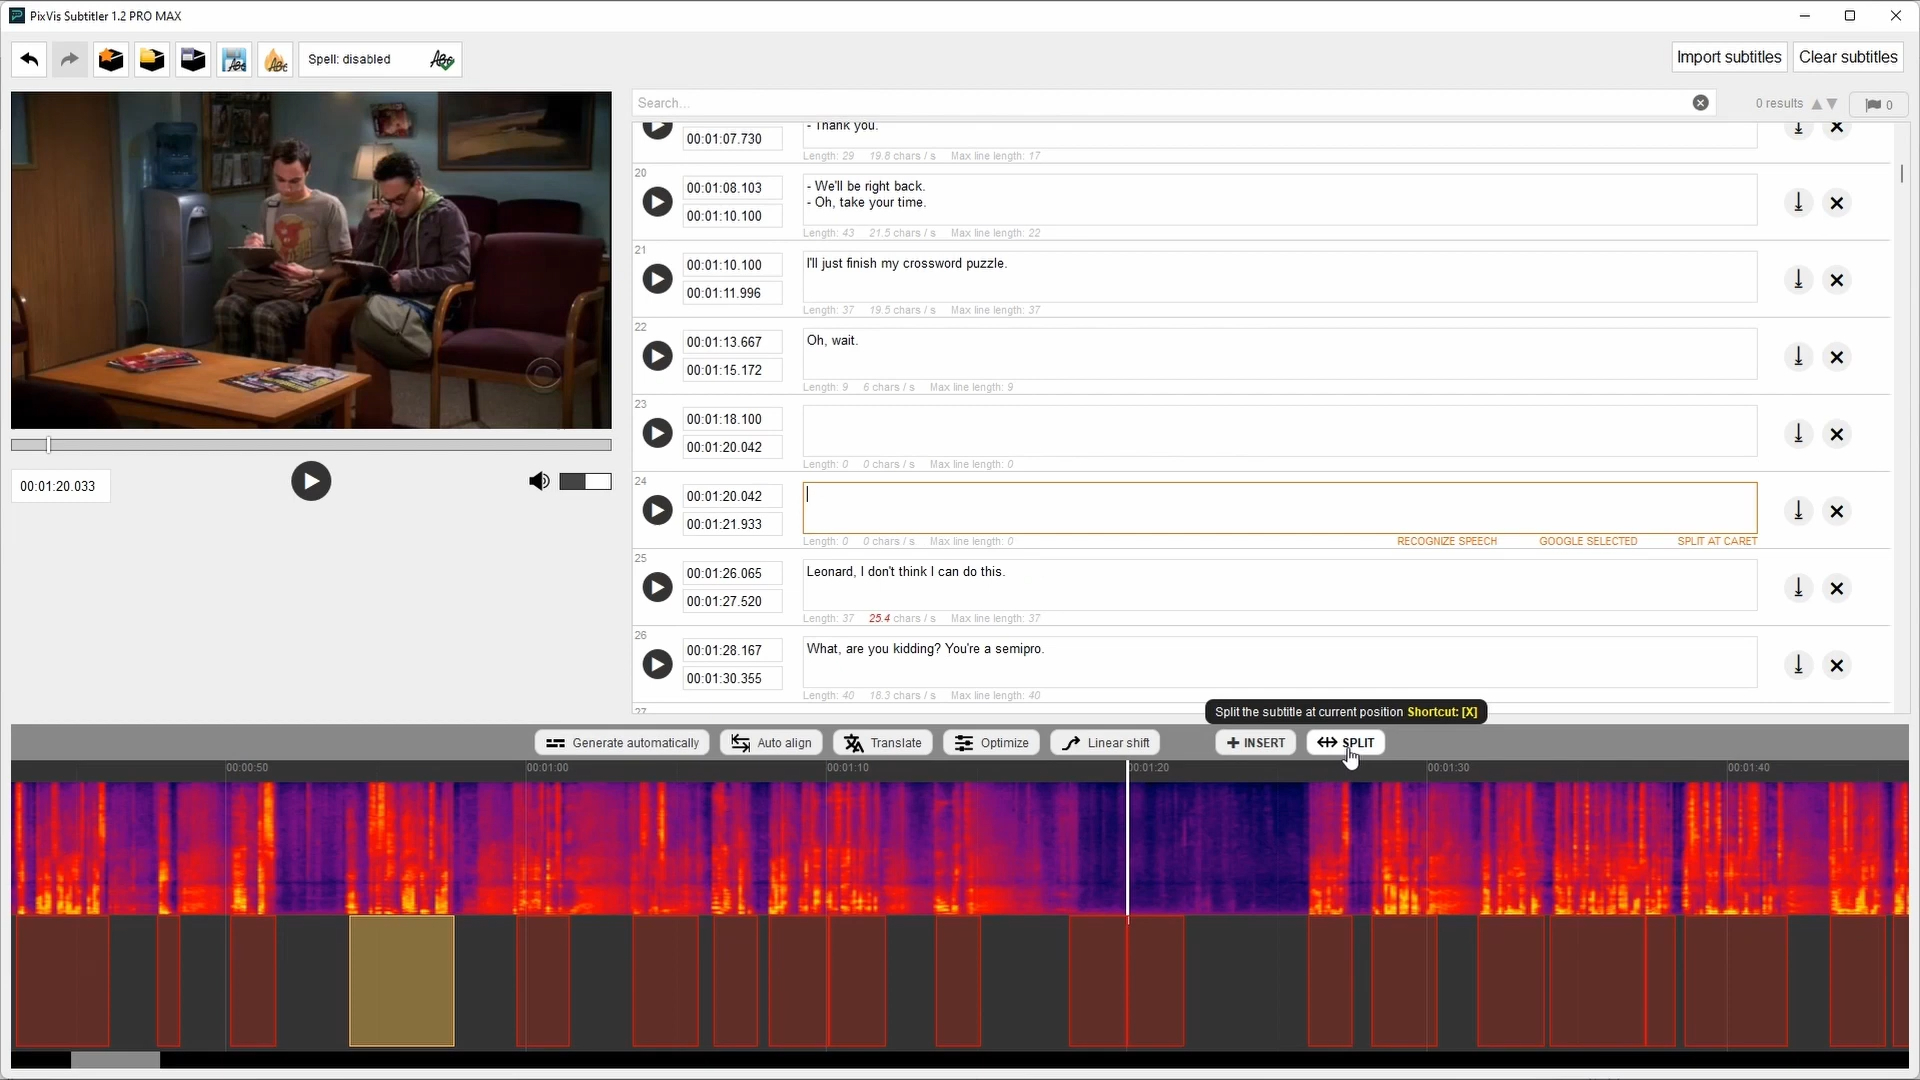 PixVis Subtitler 1.2 PRO MAX
Spell: disabled
Abc
Import subtitles
Clear subtitles
Search...
0 results
0
00:01:07.730
- Thank you.
Length: 29 19.8 chars / s Max line length: 17
20
00:01:08.103
00:01:10.100
- We'll be right back.
- Oh, take your time.
Length: 43 21.5 chars / s Max line length: 22
21
00:01:10.100
00:01:11.996
I'll just finish my crossword puzzle.
Length: 37 19.5 chars / s Max line length: 37
22
00:01:13.667
00:01:15.172
Oh, wait.
Length: 9 6 chars / s Max line length: 9
23
00:01:18.100
00:01:20.042
Length: 0 0 chars / s Max line length: 0
24
00:01:20.042
00:01:21.933
Length: 0 0 chars / s Max line length: 0
RECOGNIZE SPEECH GOOGLE SELECTED SPLIT AT CARET
25
00:01:26.065
00:01:27.520
Leonard, I don't think I can do this.
Length: 37 25.4 chars / s Max line length: 37
26
00:01:28.167
00:01:30.355
What, are you kidding? You're a semipro.
Length: 40 18.3 chars / s Max line length: 40
27
00:01:20.033
Split the subtitle at current position Shortcut: [X]
Generate automatically
Auto align
Translate
Optimize
Linear shift
+ INSERT
SPLIT
00:00:50 00:01:00 00:01:10 00:01:20 00:01:30 00:01:40